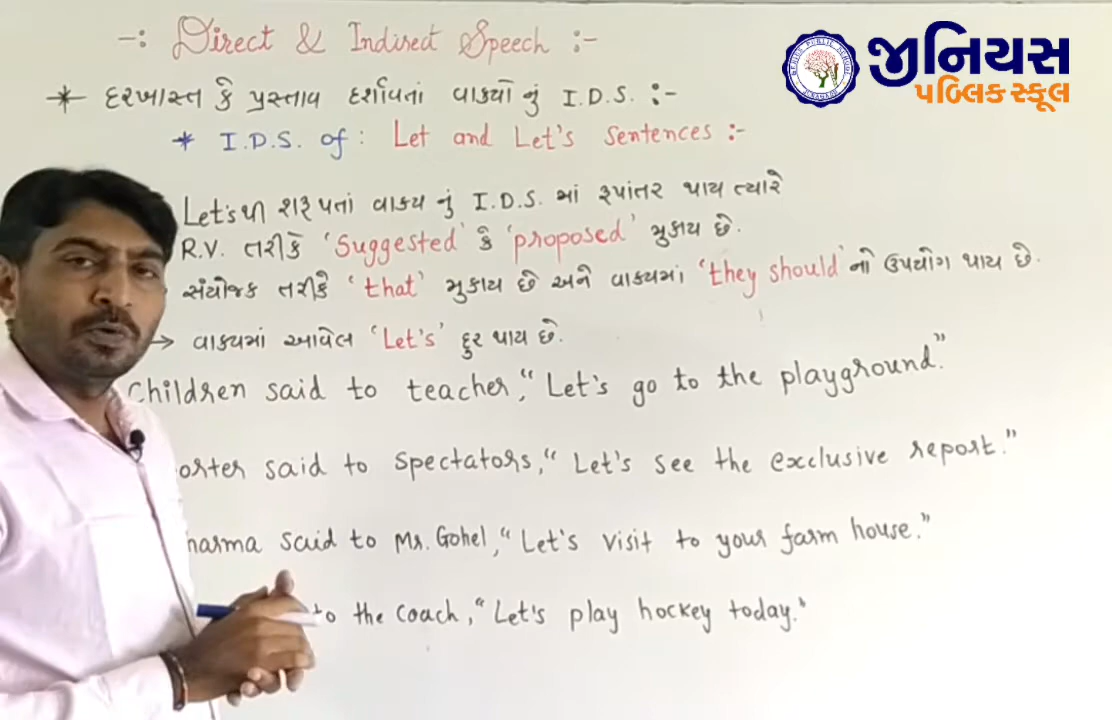 -: Direct & Indirect Speech :-
જીનિયસ
પબ્લિક સ્કૂલ
* દરખાસ્ત કે પ્રસ્તાવ દર્શાવતાં વાક્યોનું I.D.S. :-
* I.D.S. of : Let and Let's Sentences :-
Let's થી શરૂ થતાં વાક્ય નું I.D.S. માં રૂપાંતર થાય ત્યારે
R.V. તરીકે 'Suggested' કે 'proposed' મુકાય છે.
સંયોજક તરીકે 'that' મુકાય છે અને વાક્યમાં 'they should' નો ઉપયોગ થાય છે.
→ વાક્યમાં આવેલ 'Let's' દુર થાય છે.
Children said to teacher, "Let's go to the playground."
orter said to spectators, "Let's see the exclusive report."
harma said to Mr. Gohel, "Let's visit to your farm house."
to the coach, "Let's play hockey today."